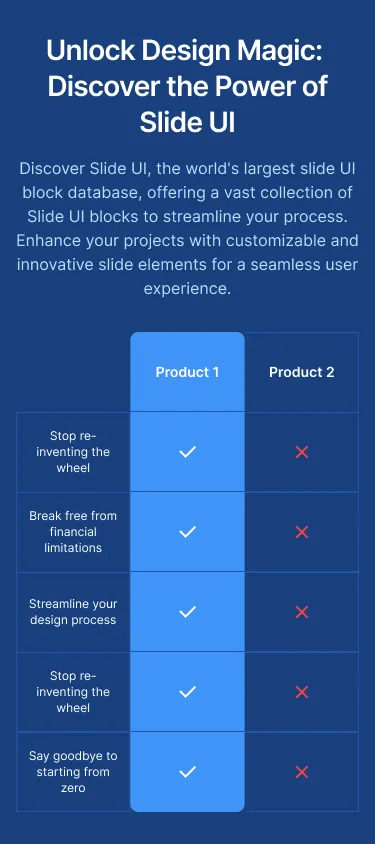 Unlock Design Magic:
Discover the Power of
Slide UI
Discover Slide UI, the world's largest slide UI
block database, offering a vast collection of
Slide UI blocks to streamline your process.
Enhance your projects with customizable and
innovative slide elements for a seamless user
experience.
Product 1
Product 2
Stop re-
inventing the
wheel
Break free from
financial
limitations
Streamline your
design process
Stop re-
inventing the
wheel
Say goodbye to
starting from
zero